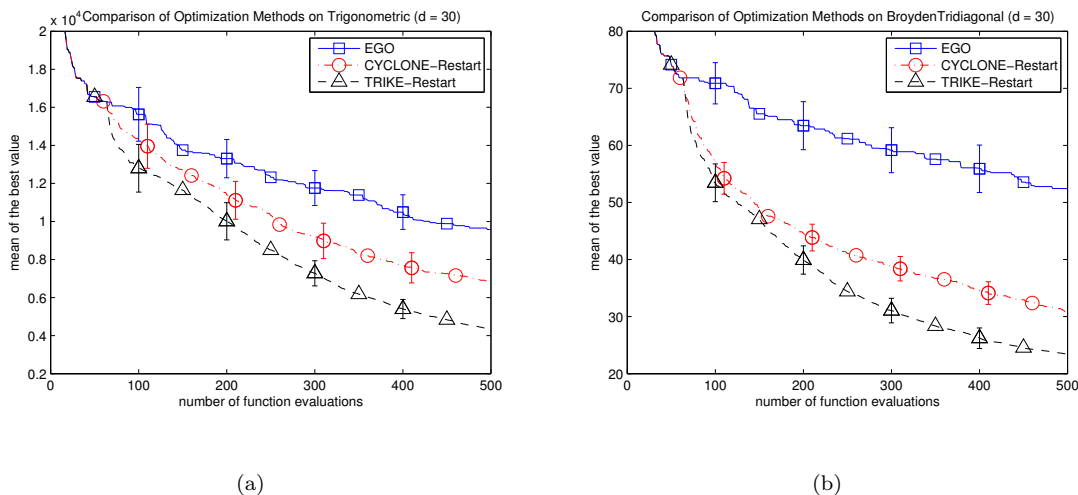 x 10^4
Comparison of Optimization Methods on Trigonometric (d = 30)
2
1.8
1.6
1.4
1.2
1
0.8
0.6
0.4
0.2
mean of the best value
EGO
CYCLONE−Restart
TRIKE−Restart
100
200
300
400
500
number of function evaluations
(a)
Comparison of Optimization Methods on BroydenTridiagonal (d = 30)
80
70
60
50
40
30
20
mean of the best value
EGO
CYCLONE−Restart
TRIKE−Restart
0
100
200
300
400
500
number of function evaluations
(b)